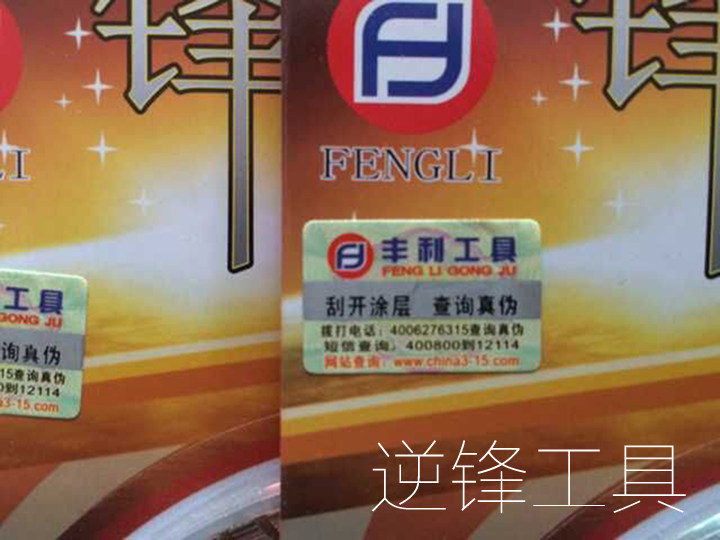 锋
FENGLI
丰利工具
FENG LI GONG JU
刮开涂层 查询真伪
拨打电话：4006276315查询真伪
短信查询：400800到12114
网站查询：www.china3-15.com
LI
工具
GONG JU
询真伪
15查询真伪
0到12114
a3-15.com
逆锋工具